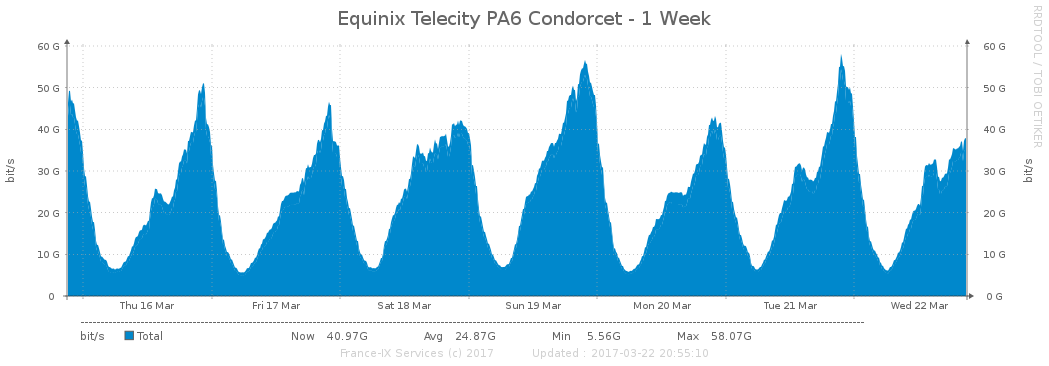 Equinix Telecity PA6 Condorcet - 1 Week
RRDTOOL / TOBI OETIKER
60 G 60 G
50 G 50 G
40 G 40 G
30 G 30 G
20 G 20 G
10 G 10 G
0 0 G
bit/s
bit/s
Thu 16 Mar Fri 17 Mar Sat 18 Mar Sun 19 Mar Mon 20 Mar Tue 21 Mar Wed 22 Mar
bit/s Total Now 40.97G Avg 24.87G Min 5.56G Max 58.07G
France-IX Services (c) 2017 Updated : 2017-03-22 20:55:10